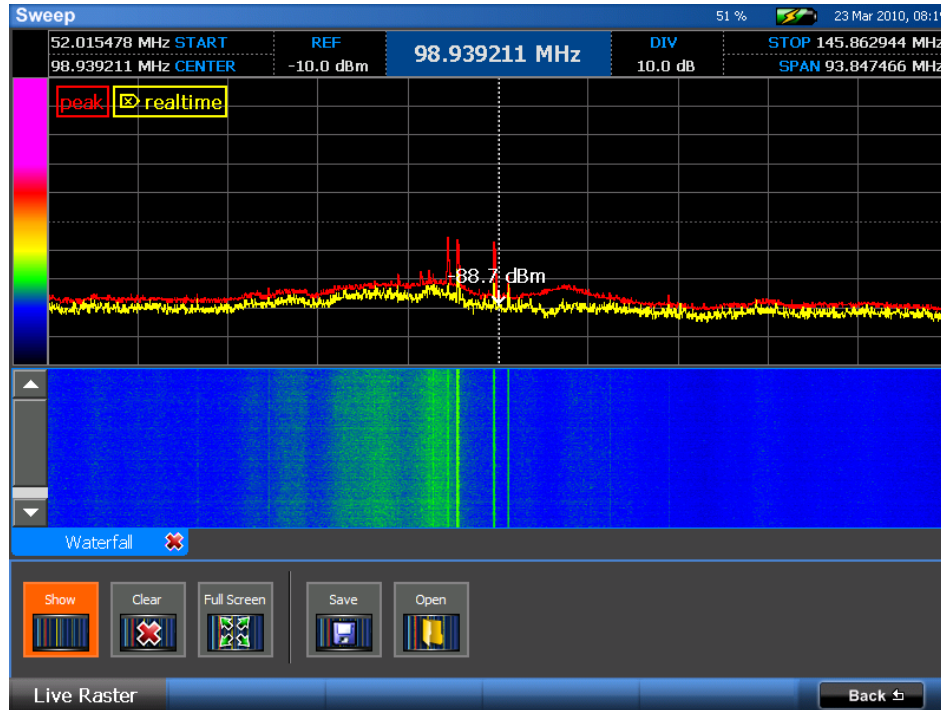 Sweep 51 % 23 Mar 2010, 08:1
52.015478 MHz START REF 98.939211 MHz DIV STOP 145.862944 MHz
98.939211 MHz CENTER -10.0 dBm 10.0 dB SPAN 93.847466 MHz
peak realtime
-88.7 dBm
Waterfall
Show Clear Full Screen Save Open
Live Raster Back